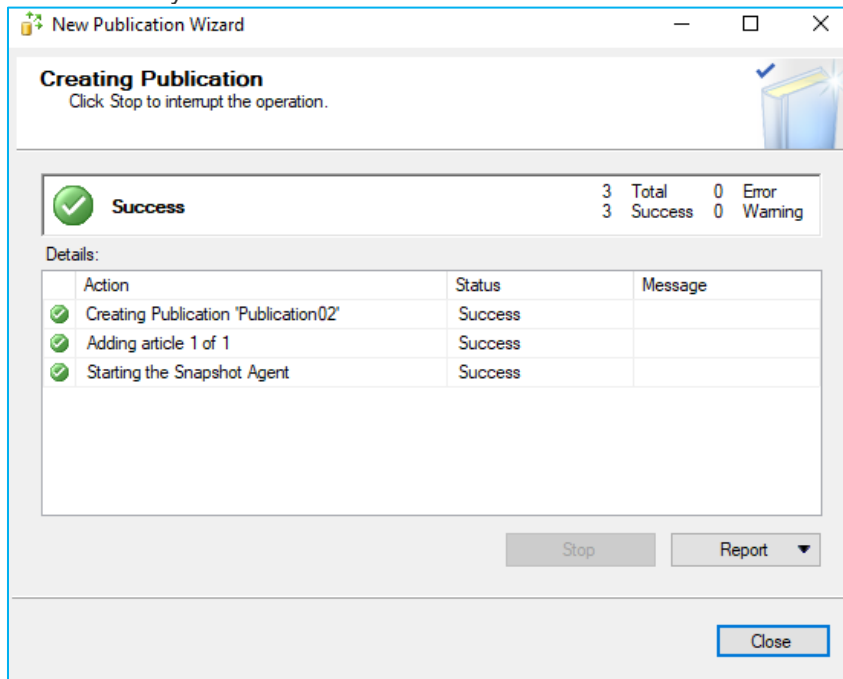 New Publication Wizard
Creating Publication
Click Stop to interrupt the operation.
Success 3 Total 0 Error
3 Success 0 Warning
Details:
Action Status Message
Creating Publication 'Publication02' Success
Adding article 1 of 1 Success
Starting the Snapshot Agent Success
Stop Report
Close